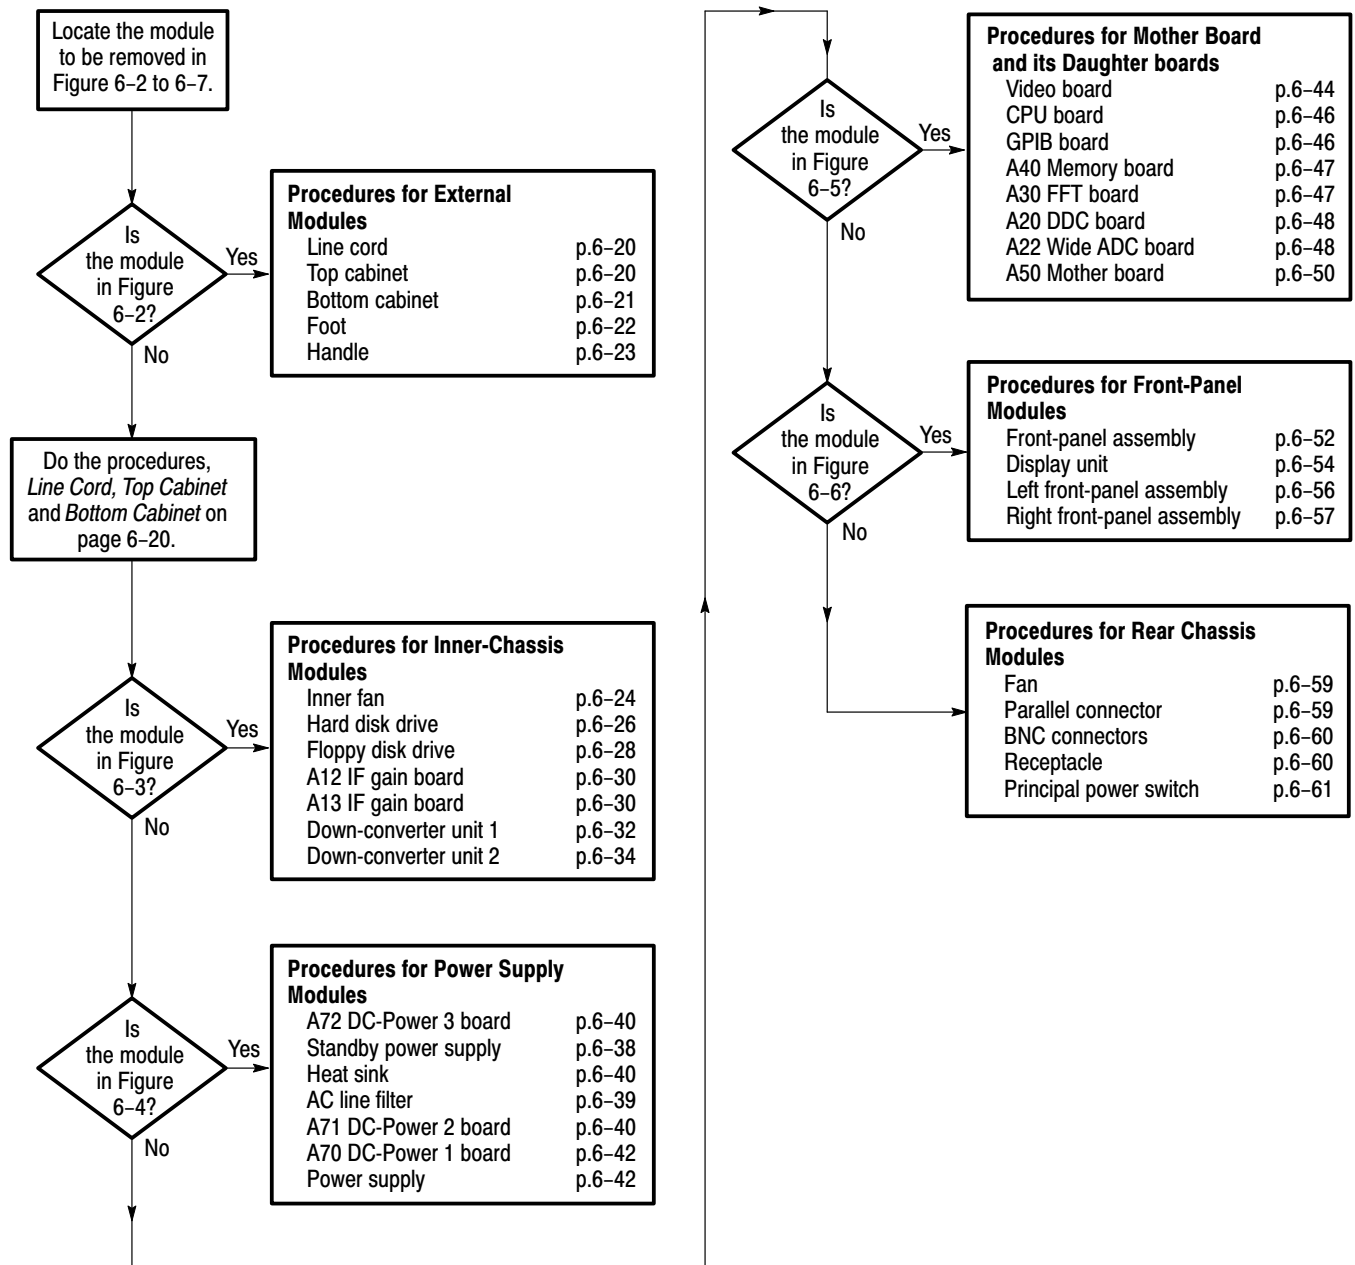 Locate the module
to be removed in
Figure 6–2 to 6–7.
Is
the module
in Figure
6–2?
Yes
No
Procedures for External
Modules
Line cord p.6–20
Top cabinet p.6–20
Bottom cabinet p.6–21
Foot p.6–22
Handle p.6–23
Do the procedures,
Line Cord, Top Cabinet
and Bottom Cabinet on
page 6–20.
Is
the module
in Figure
6–3?
Yes
No
Procedures for Inner-Chassis
Modules
Inner fan p.6–24
Hard disk drive p.6–26
Floppy disk drive p.6–28
A12 IF gain board p.6–30
A13 IF gain board p.6–30
Down-converter unit 1 p.6–32
Down-converter unit 2 p.6–34
Is
the module
in Figure
6–4?
Yes
No
Procedures for Power Supply
Modules
A72 DC-Power 3 board p.6–40
Standby power supply p.6–38
Heat sink p.6–40
AC line filter p.6–39
A71 DC-Power 2 board p.6–40
A70 DC-Power 1 board p.6–42
Power supply p.6–42
Is
the module
in Figure
6–5?
Yes
No
Procedures for Mother Board
and its Daughter boards
Video board p.6–44
CPU board p.6–46
GPIB board p.6–46
A40 Memory board p.6–47
A30 FFT board p.6–47
A20 DDC board p.6–48
A22 Wide ADC board p.6–48
A50 Mother board p.6–50
Is
the module
in Figure
6–6?
Yes
No
Procedures for Front-Panel
Modules
Front-panel assembly p.6–52
Display unit p.6–54
Left front-panel assembly p.6–56
Right front-panel assembly p.6–57
Procedures for Rear Chassis
Modules
Fan p.6–59
Parallel connector p.6–59
BNC connectors p.6–60
Receptacle p.6–60
Principal power switch p.6–61